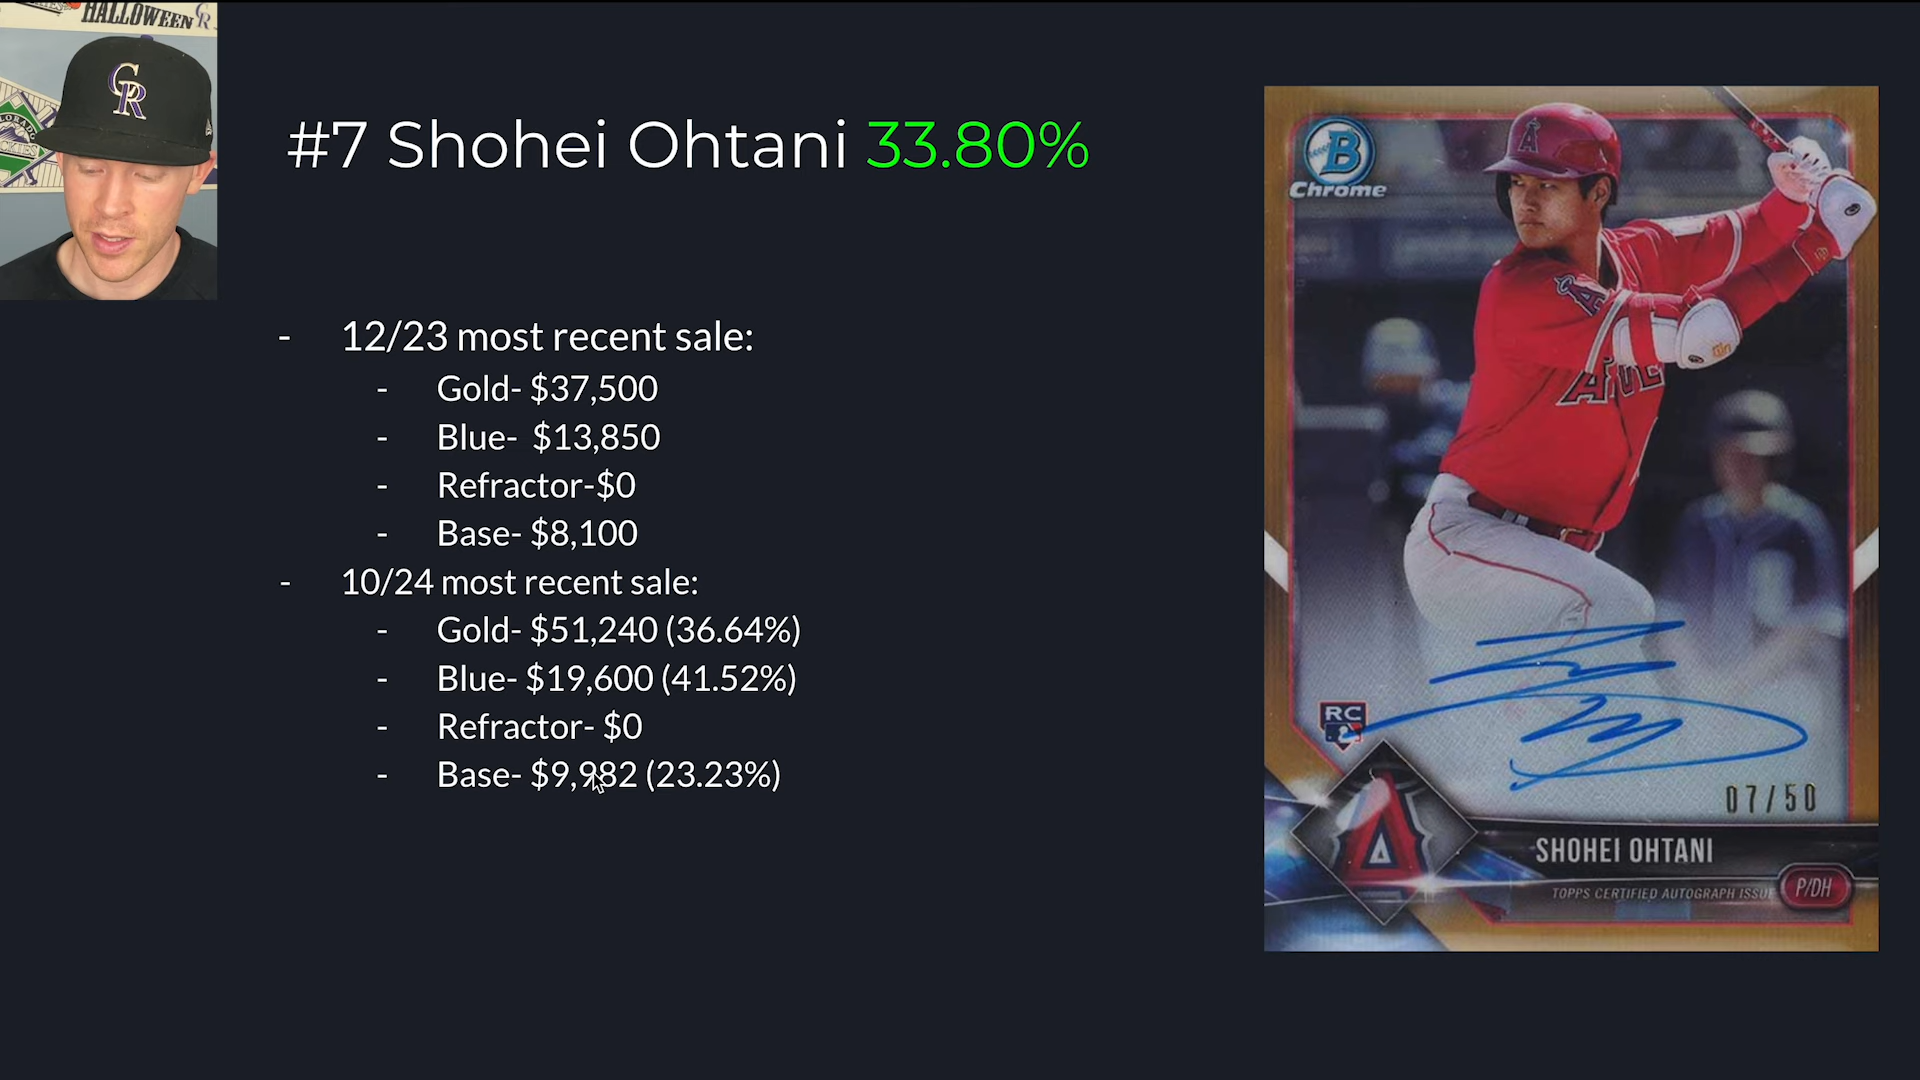 HALLOWEEN
CR
CR
#7 Shohei Ohtani 33.80%
- 12/23 most recent sale:
- Gold- $37,500
- Blue- $13,850
- Refractor-$0
- Base- $8,100
- 10/24 most recent sale:
- Gold- $51,240 (36.64%)
- Blue- $19,600 (41.52%)
- Refractor- $0
- Base- $9,982 (23.23%)
B
Chrome
A
RC
07/50
SHOHEI OHTANI
TOPPS CERTIFIED AUTOGRAPH ISSUE
P/DH